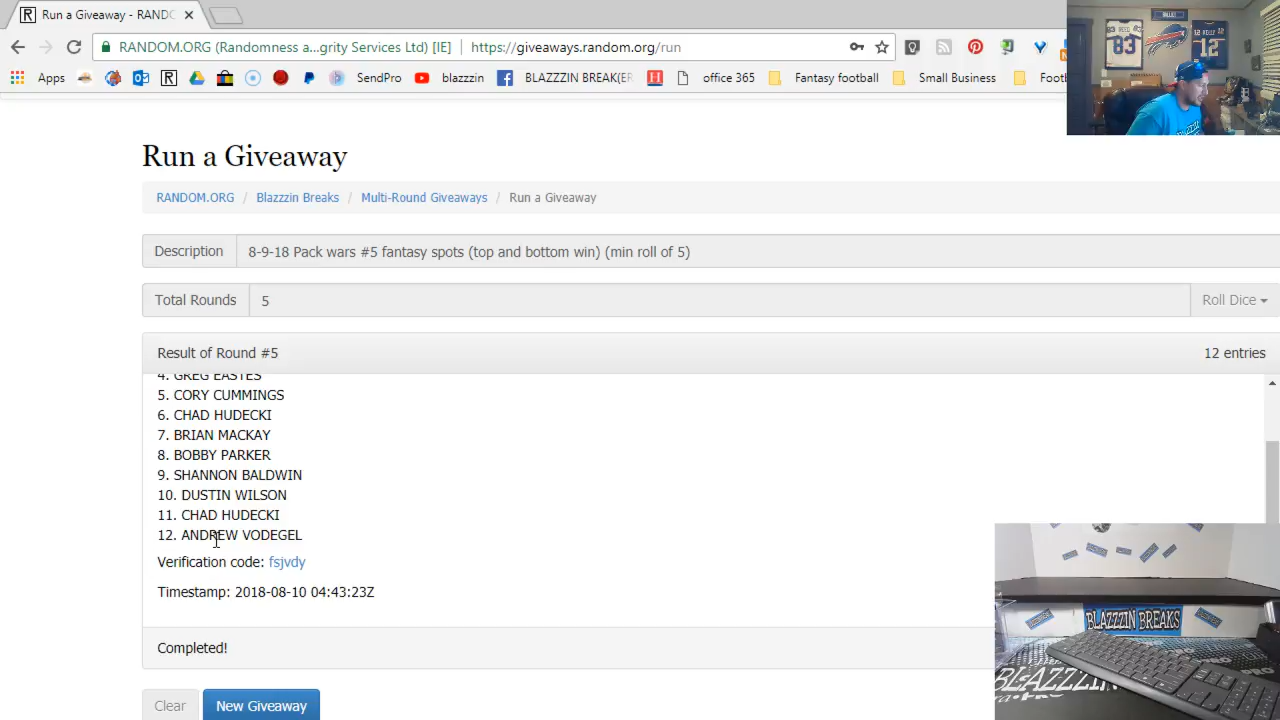 R Run a Giveaway - RAND
RANDOM.ORG (Randomness a...grity Services Ltd) [IE] https://giveaways.random.org/run
Apps SendPro blazzzin BLAZZZIN BREAK(ER office 365 Fantasy football Small Business Footb
Run a Giveaway
RANDOM.ORG / Blazzzin Breaks / Multi-Round Giveaways / Run a Giveaway
Description 8-9-18 Pack wars #5 fantasy spots (top and bottom win) (min roll of 5)
Total Rounds 5 Roll Dice
Result of Round #5 12 entries
4. GREG EASTES
5. CORY CUMMINGS
6. CHAD HUDECKI
7. BRIAN MACKAY
8. BOBBY PARKER
9. SHANNON BALDWIN
10. DUSTIN WILSON
11. CHAD HUDECKI
12. ANDREW VODEGEL
Verification code: fsjvdy
Timestamp: 2018-08-10 04:43:23Z
Completed!
Clear New Giveaway
83
12
BLAZZZIN BREAKS